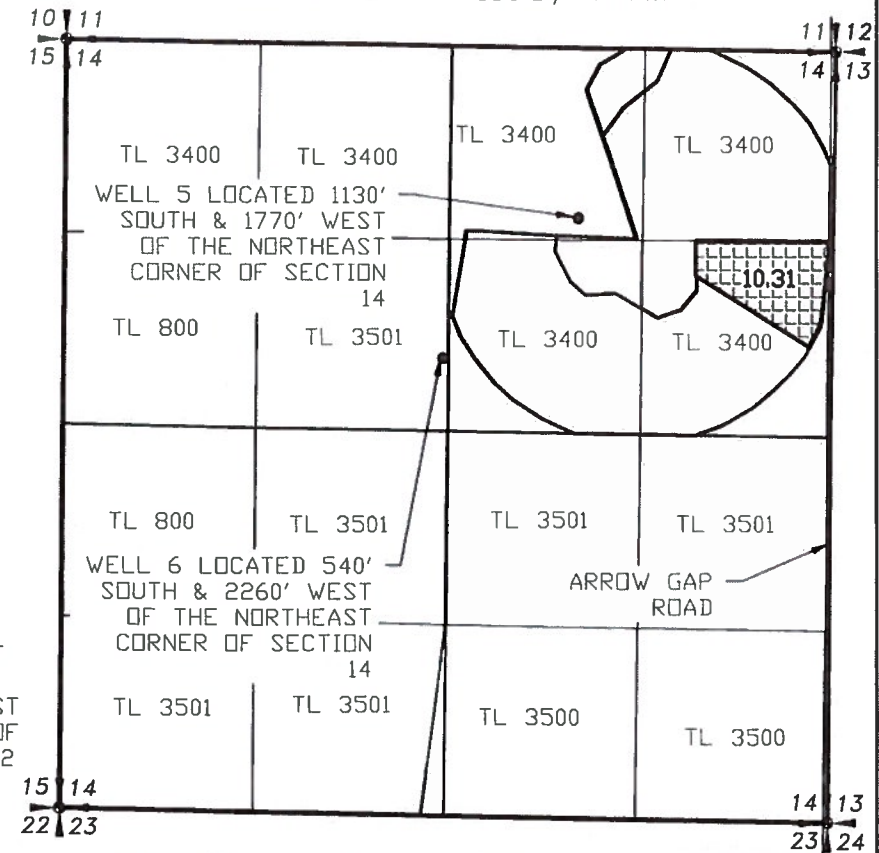 10 11
11 12
15 14
14 13
TL 3400
TL 3400
TL 3400
TL 3400
WELL 5 LOCATED 1130'
SOUTH & 1770' WEST
OF THE NORTHEAST
CORNER OF SECTION
14
10.31
TL 800
TL 3501
TL 3400
TL 3400
TL 800
TL 3501
TL 3501
TL 3501
WELL 6 LOCATED 540'
SOUTH & 2260' WEST
OF THE NORTHEAST
CORNER OF SECTION
14
ARROW GAP
ROAD
ST
OF
2
TL 3501
TL 3501
TL 3500
TL 3500
15 14
14 13
22 23
23 24